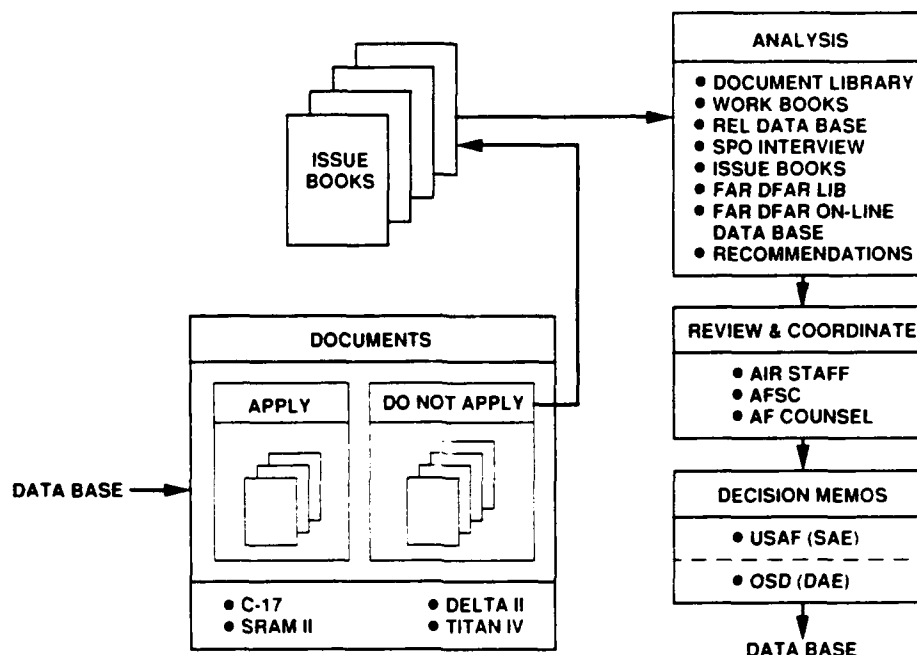 ISSUE
BOOKS
ANALYSIS
● DOCUMENT LIBRARY
● WORK BOOKS
● REL DATA BASE
● SPO INTERVIEW
● ISSUE BOOKS
● FAR DFAR LIB
● FAR DFAR ON-LINE
DATA BASE
● RECOMMENDATIONS
REVIEW & COORDINATE
● AIR STAFF
● AFSC
● AF COUNSEL
DECISION MEMOS
● USAF (SAE)
● OSD (DAE)
DATA BASE
DOCUMENTS
APPLY
DO NOT APPLY
DATA BASE
● C-17
● SRAM II
● DELTA II
● TITAN IV